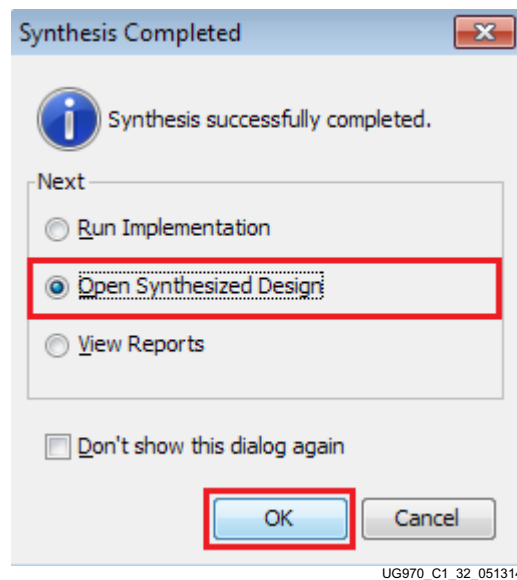 Synthesis Completed
Synthesis successfully completed.
Next
Run Implementation
Open Synthesized Design
View Reports
Don't show this dialog again
OK Cancel
UG970_C1_32_051314